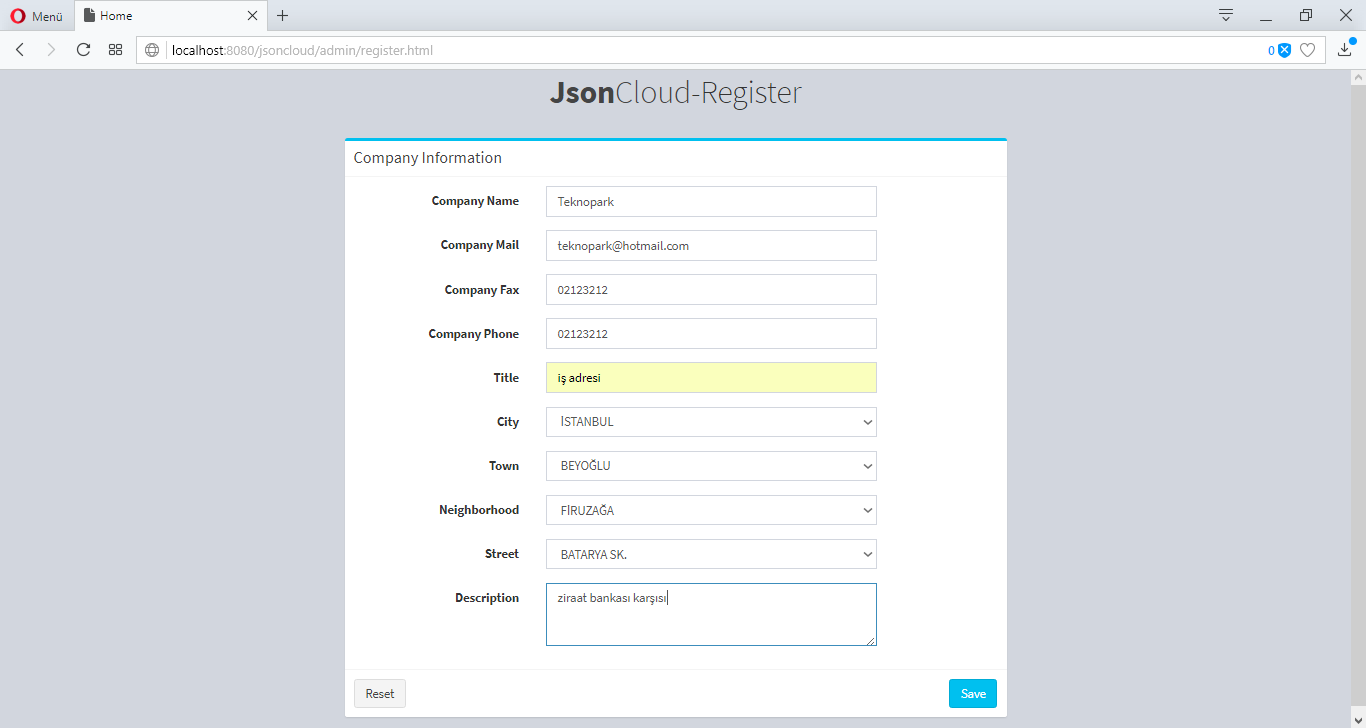 Menü
Home
localhost:8080/jsoncloud/admin/register.html
0
JsonCloud-Register
Company Information
Company Name Teknopark
Company Mail teknopark@hotmail.com
Company Fax 02123212
Company Phone 02123212
Title iş adresi
City İSTANBUL
Town BEYOĞLU
Neighborhood FİRUZAĞA
Street BATARYA SK.
Description ziraat bankası karşısı
Reset Save